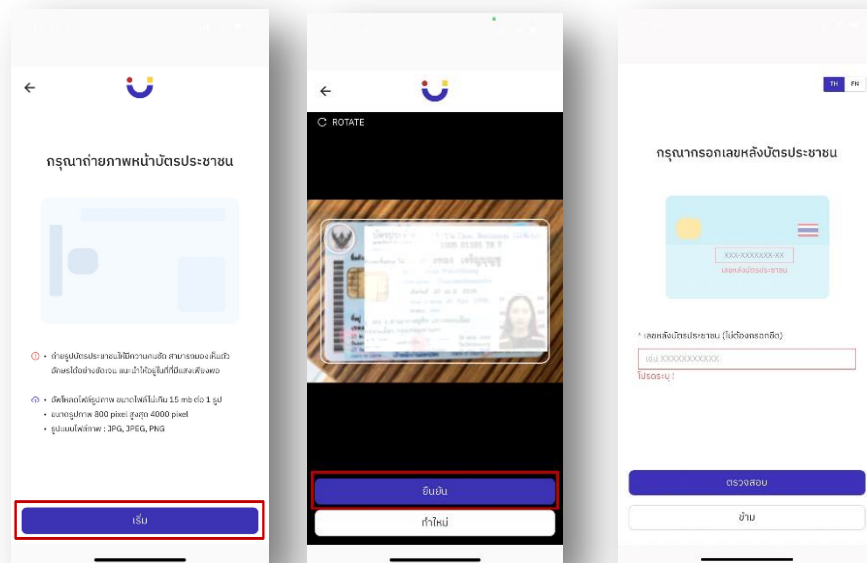 กรุณาถ่ายภาพหน้าบัตรประชาชน
ถ่ายรูปบัตรประชาชนให้มีความคมชัด สามารถมองเห็นตัว
อักษรได้อย่างชัดเจน แนะนำให้อยู่ในที่ที่มีแสงเพียงพอ
อัพโหลดไฟล์รูปภาพ ขนาดไฟล์ไม่เกิน 15 mb ต่อ 1 รูป
ขนาดรูปภาพ 800 pixel สูงสุด 4000 pixel
รูปแบบไฟล์ภาพ : JPG, JPEG, PNG
เริ่ม
ROTATE
ยืนยัน
ทำใหม่
TH EN
กรุณากรอกเลขหลังบัตรประชาชน
XXX-XXXXXXX-XX
เลขหลังบัตรประชาชน
* เลขหลังบัตรประชาชน (ไม่ต้องกรอกขีด)
เช่น XXXXXXXXXXXX
โปรดระบุ !
ตรวจสอบ
ข้าม